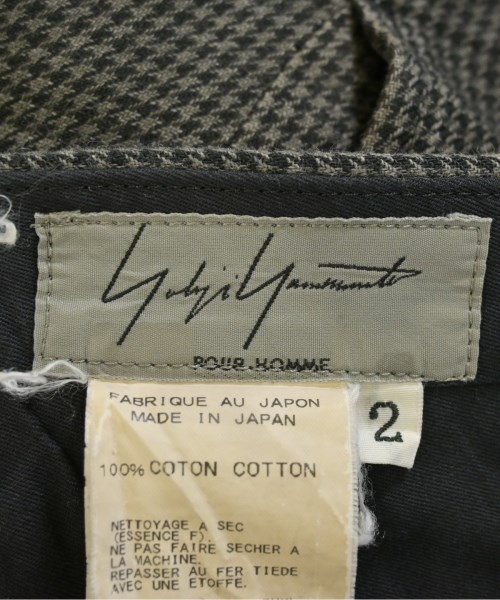 Yohji Yamamoto
POUR HOMME
FABRIQUE AU JAPON
MADE IN JAPAN
2
100% COTON COTTON
NETTOYAGE A SEC
(ESSENCE F).
NE PAS FAIRE SECHER A
LA MACHINE.
REPASSER AU FER TIEDE
AVEC UNE ETOFFE.